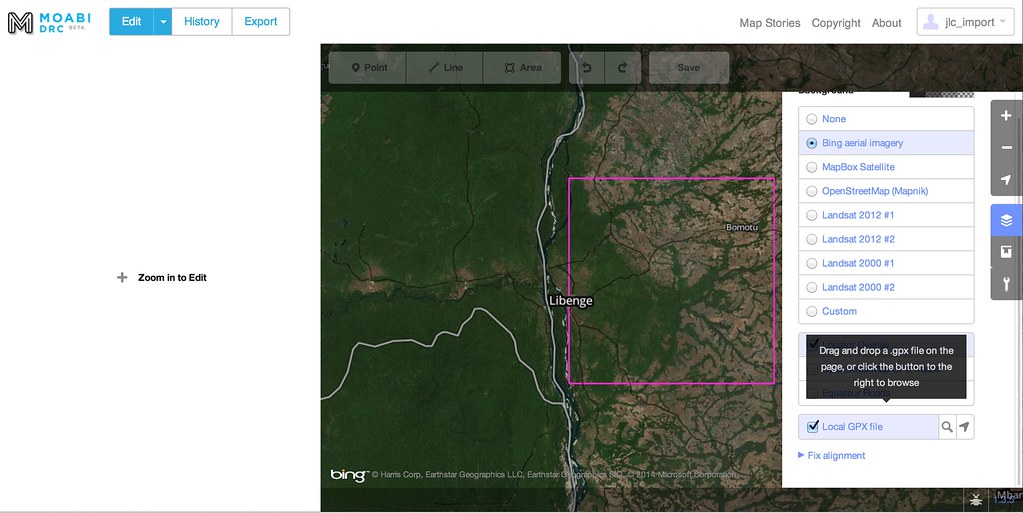 MOABI
DRC BETA
Edit
History
Export
Map Stories
Copyright
About
jlc_import
Point
Line
Area
Save
Background
None
Bing aerial imagery
MapBox Satellite
OpenStreetMap (Mapnik)
Landsat 2012 #1
Landsat 2012 #2
Landsat 2000 #1
Landsat 2000 #2
Custom
Drag and drop a .gpx file on the
page, or click the button to the
right to browse
Equateur Roads
Local GPX file
Fix alignment
Zoom in to Edit
Bomotu
Libenge
bing
© Harris Corp, Earthstar Geographics LLC, Earthstar Geographics SIO, © 2014 Microsoft Corporation